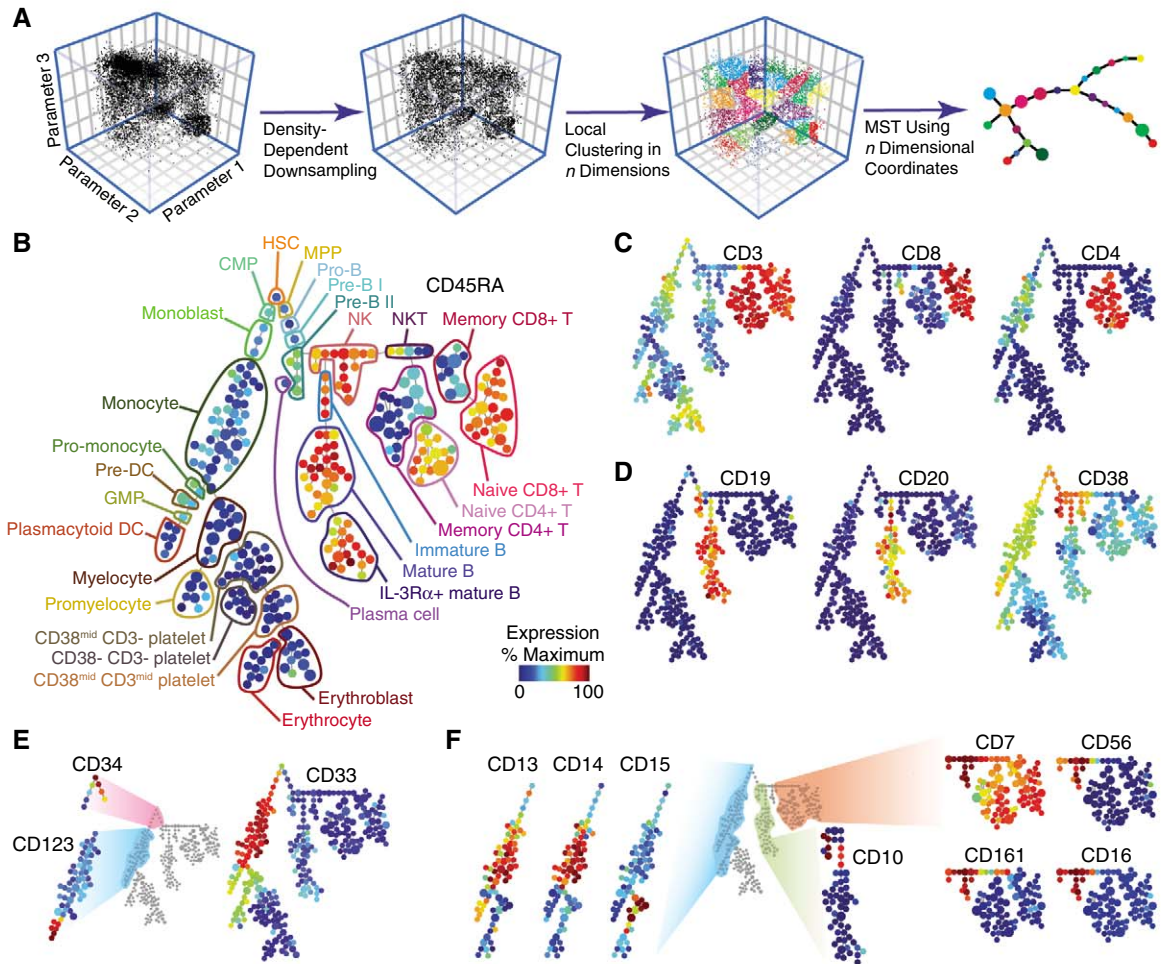 A
Parameter 3
Parameter 2
Parameter 1
Density-
Dependent
Downsampling
Local
Clustering in
n Dimensions
MST Using
n Dimensional
Coordinates
B
HSC
MPP
CMP
Pro-B
Pre-B I
Pre-B II
CD45RA
Monoblast
NK
NKT
Memory CD8+ T
Monocyte
Pro-monocyte
Pre-DC
GMP
Plasmacytoid DC
Naive CD8+ T
Naive CD4+ T
Memory CD4+ T
Immature B
Mature B
IL-3Rα+ mature B
Plasma cell
Myelocyte
Promyelocyte
CD38mid CD3- platelet
CD38- CD3- platelet
CD38mid CD3mid platelet
Erythroblast
Erythrocyte
Expression
% Maximum
0 100
C
CD3
CD8
CD4
D
CD19
CD20
CD38
E
CD34
CD33
CD123
F
CD13
CD14
CD15
CD10
CD7
CD56
CD161
CD16